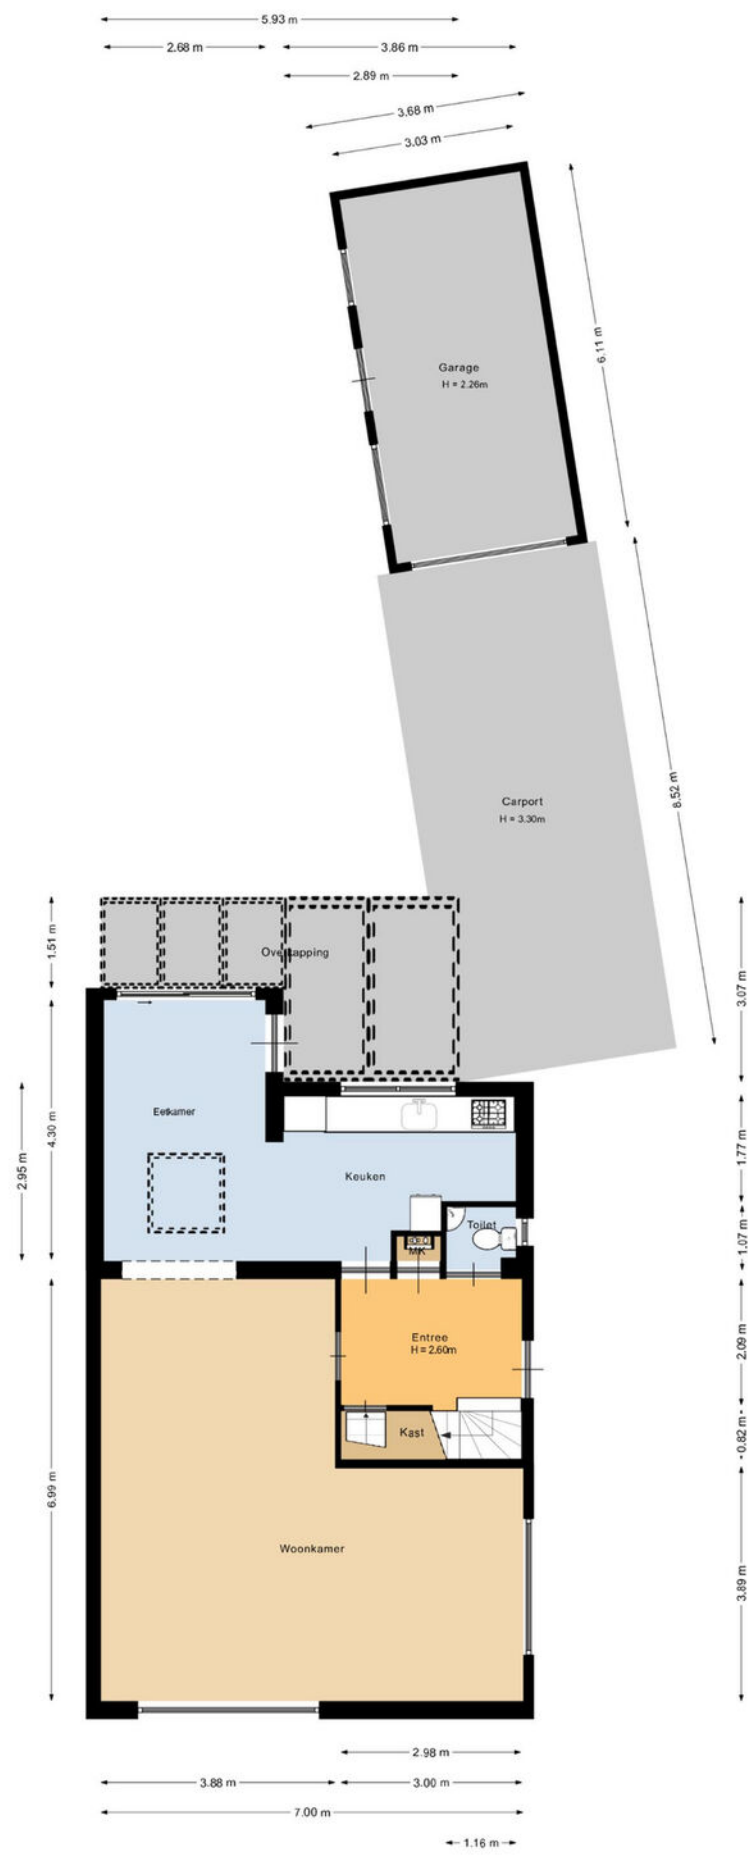 5.93 m
2.68 m
3.86 m
2.89 m
3.68 m
3.03 m
6.11 m
Garage
H = 2.26m
8.52 m
Carport
H = 3.30m
1.51 m
Overkapping
3.07 m
4.30 m
2.95 m
Eetkamer
1.77 m
Keuken
Toilet
1.07 m
MK
Entree
H = 2.60m
2.09 m
Kast
0.82 m
6.99 m
Woonkamer
3.89 m
2.98 m
3.88 m
3.00 m
7.00 m
1.16 m